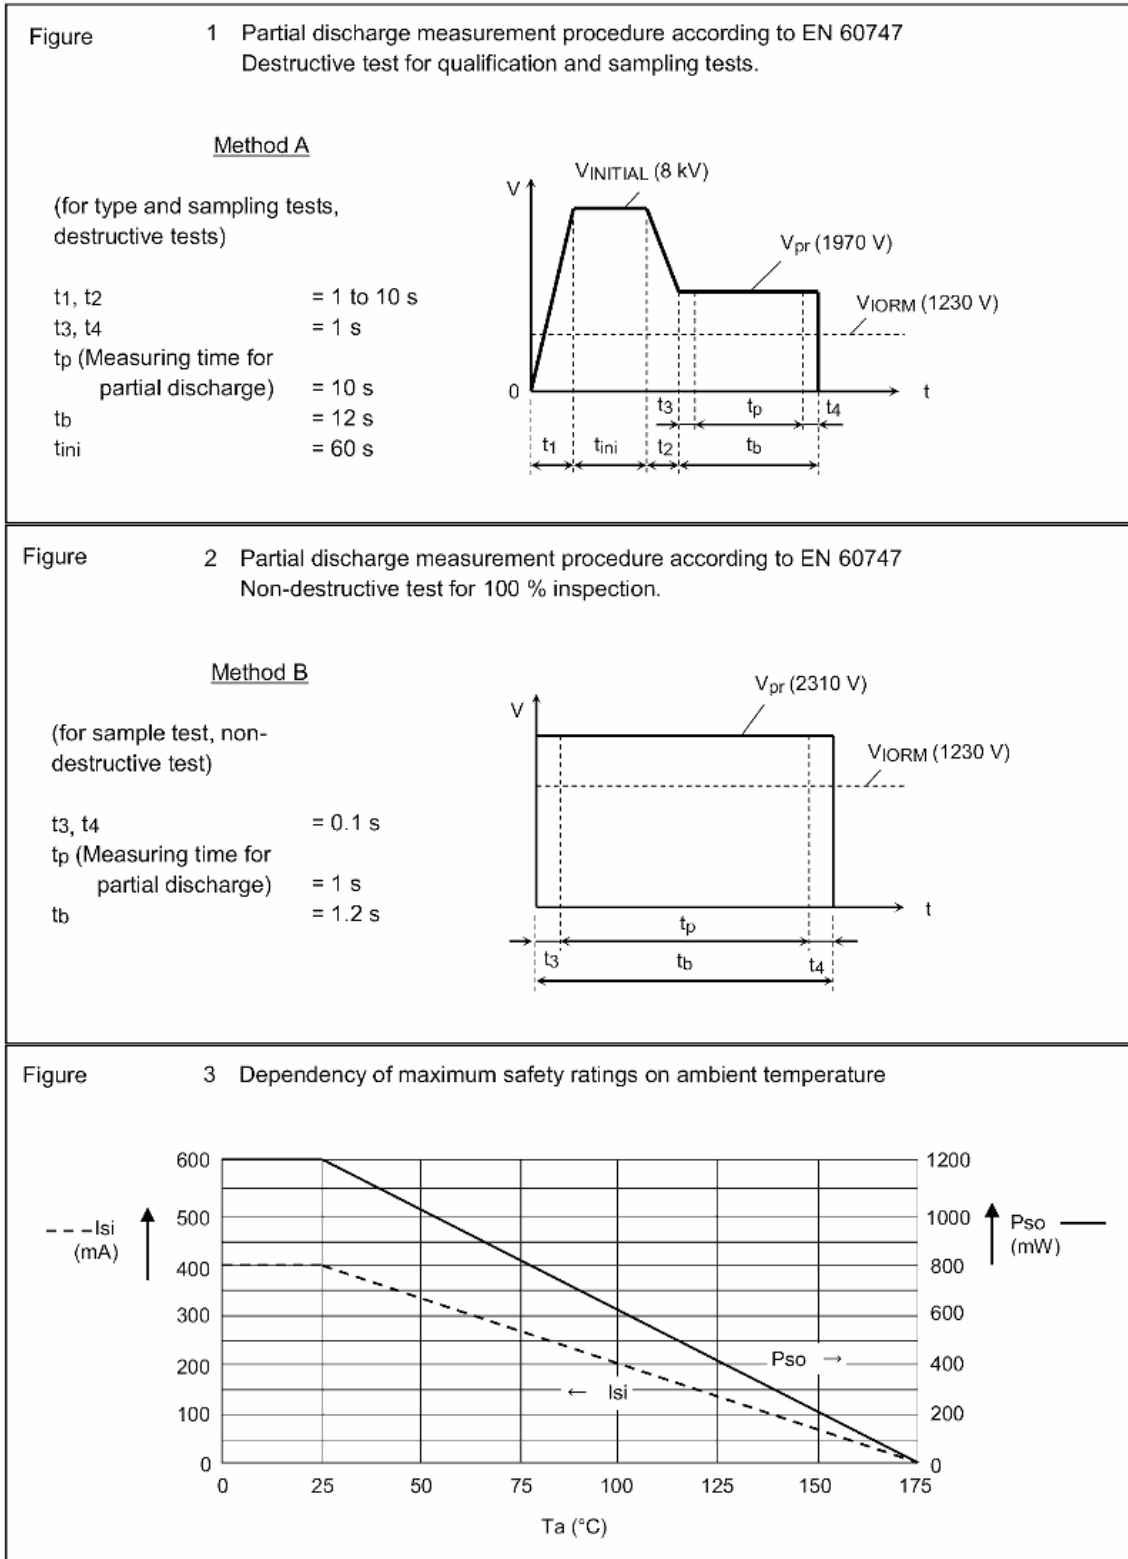 Figure 1 Partial discharge measurement procedure according to EN 60747
Destructive test for qualification and sampling tests.
Method A
(for type and sampling tests,
destructive tests)
t1, t2 = 1 to 10 s
t3, t4 = 1 s
tp (Measuring time for
partial discharge) = 10 s
tb = 12 s
tini = 60 s
V
VINITIAL (8 kV)
Vpr (1970 V)
VIORM (1230 V)
0
t
t3 tp t4
t1 tini t2 tb
Figure 2 Partial discharge measurement procedure according to EN 60747
Non-destructive test for 100 % inspection.
Method B
(for sample test, non-
destructive test)
t3, t4 = 0.1 s
tp (Measuring time for
partial discharge) = 1 s
tb = 1.2 s
V
Vpr (2310 V)
VIORM (1230 V)
t
tp
t3 tb t4
Figure 3 Dependency of maximum safety ratings on ambient temperature
600 1200
500 1000
- - - Isi
(mA)
Pso ——
(mW)
400 800
300 600
Pso →
200 400
← Isi
100 200
0 0
0 25 50 75 100 125 150 175
Ta (°C)